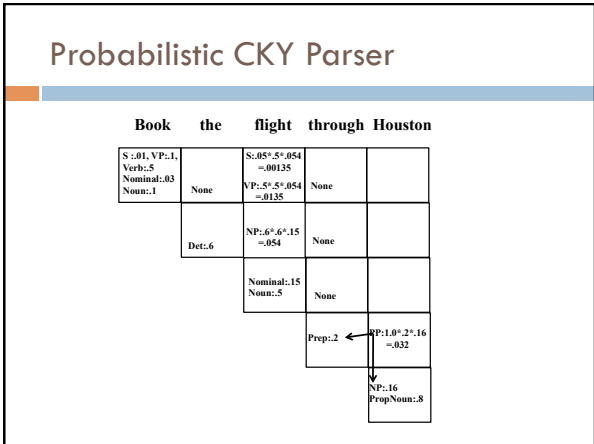 Probabilistic CKY Parser
Book the flight through Houston
S :.01, VP:.1,
Verb:.5
Nominal:.03
Noun:.1
None
S:.05*.5*.054
=.00135
VP:.5*.5*.054
=.0135
None
Det:.6
NP:.6*.6*.15
=.054
None
Nominal:.15
Noun:.5
None
Prep:.2
PP:1.0*.2*.16
=.032
NP:.16
PropNoun:.8